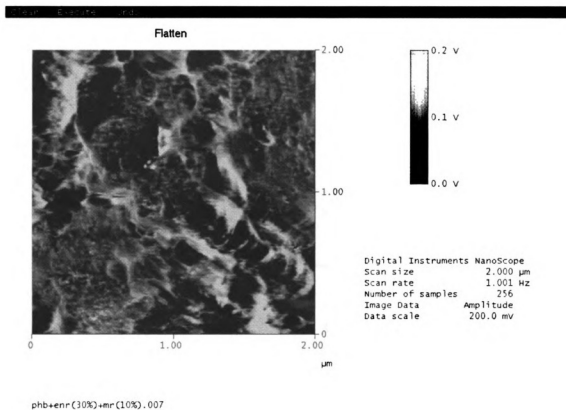 Flatten
2.00
1.00
0
0
1.00
2.00
µm
0.2 V
0.1 V
0.0 V
Digital Instruments NanoScope
Scan size 2.000 µm
Scan rate 1.001 Hz
Number of samples 256
Image Data Amplitude
Data scale 200.0 mV
phb+enr(30%)+mr(10%).007